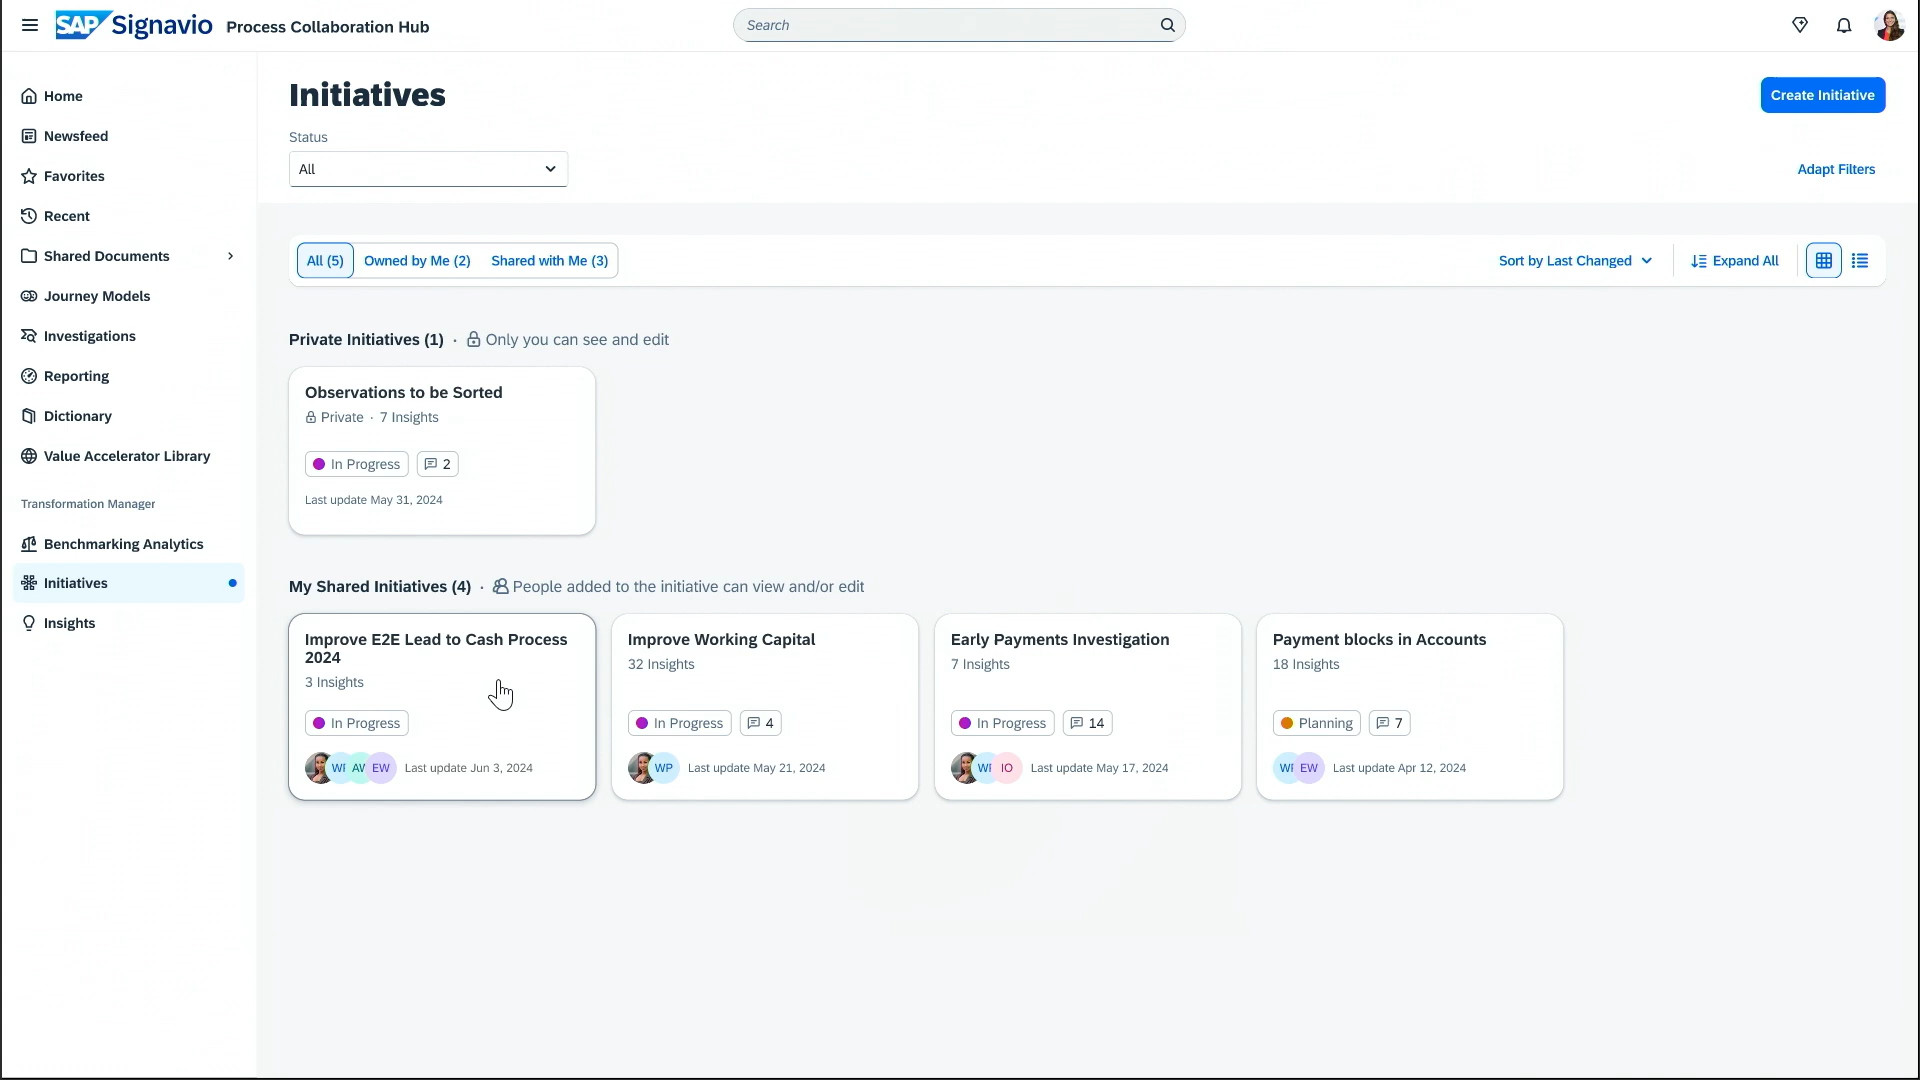 SAP Signavio Process Collaboration Hub
Search
Home
Newsfeed
Favorites
Recent
Shared Documents
Journey Models
Investigations
Reporting
Dictionary
Value Accelerator Library
Transformation Manager
Benchmarking Analytics
Initiatives
Insights
Initiatives
Create Initiative
Status
All
Adapt Filters
All (5) Owned by Me (2) Shared with Me (3)
Sort by Last Changed Expand All
Private Initiatives (1) · Only you can see and edit
Observations to be Sorted
Private · 7 Insights
In Progress 2
Last update May 31, 2024
My Shared Initiatives (4) · People added to the initiative can view and/or edit
Improve E2E Lead to Cash Process
2024
3 Insights
In Progress
EW Last update Jun 3, 2024
Improve Working Capital
32 Insights
In Progress 4
WP Last update May 21, 2024
Early Payments Investigation
7 Insights
In Progress 14
IO Last update May 17, 2024
Payment blocks in Accounts
18 Insights
Planning 7
EW Last update Apr 12, 2024